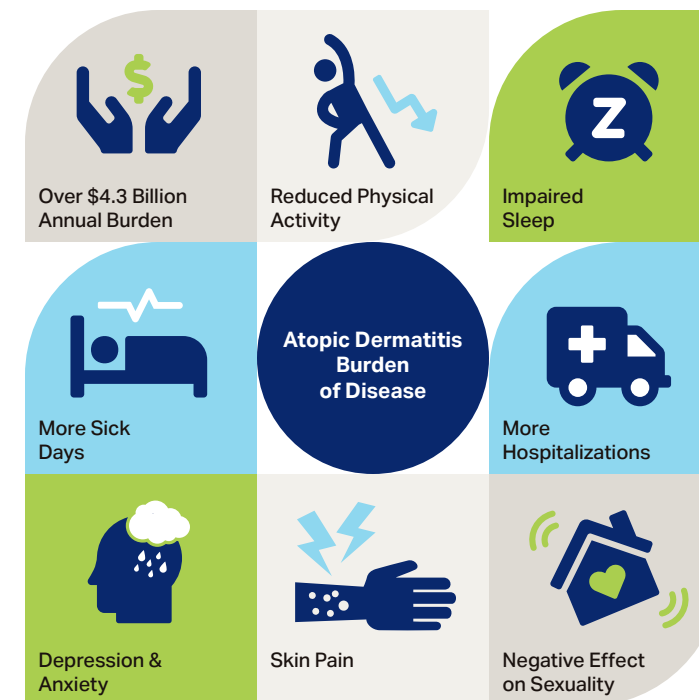 $
Over $4.3 Billion
Annual Burden
Reduced Physical
Activity
Z
Impaired
Sleep
More Sick
Days
Atopic Dermatitis
Burden
of Disease
More
Hospitalizations
Depression &
Anxiety
Skin Pain
Negative Effect
on Sexuality